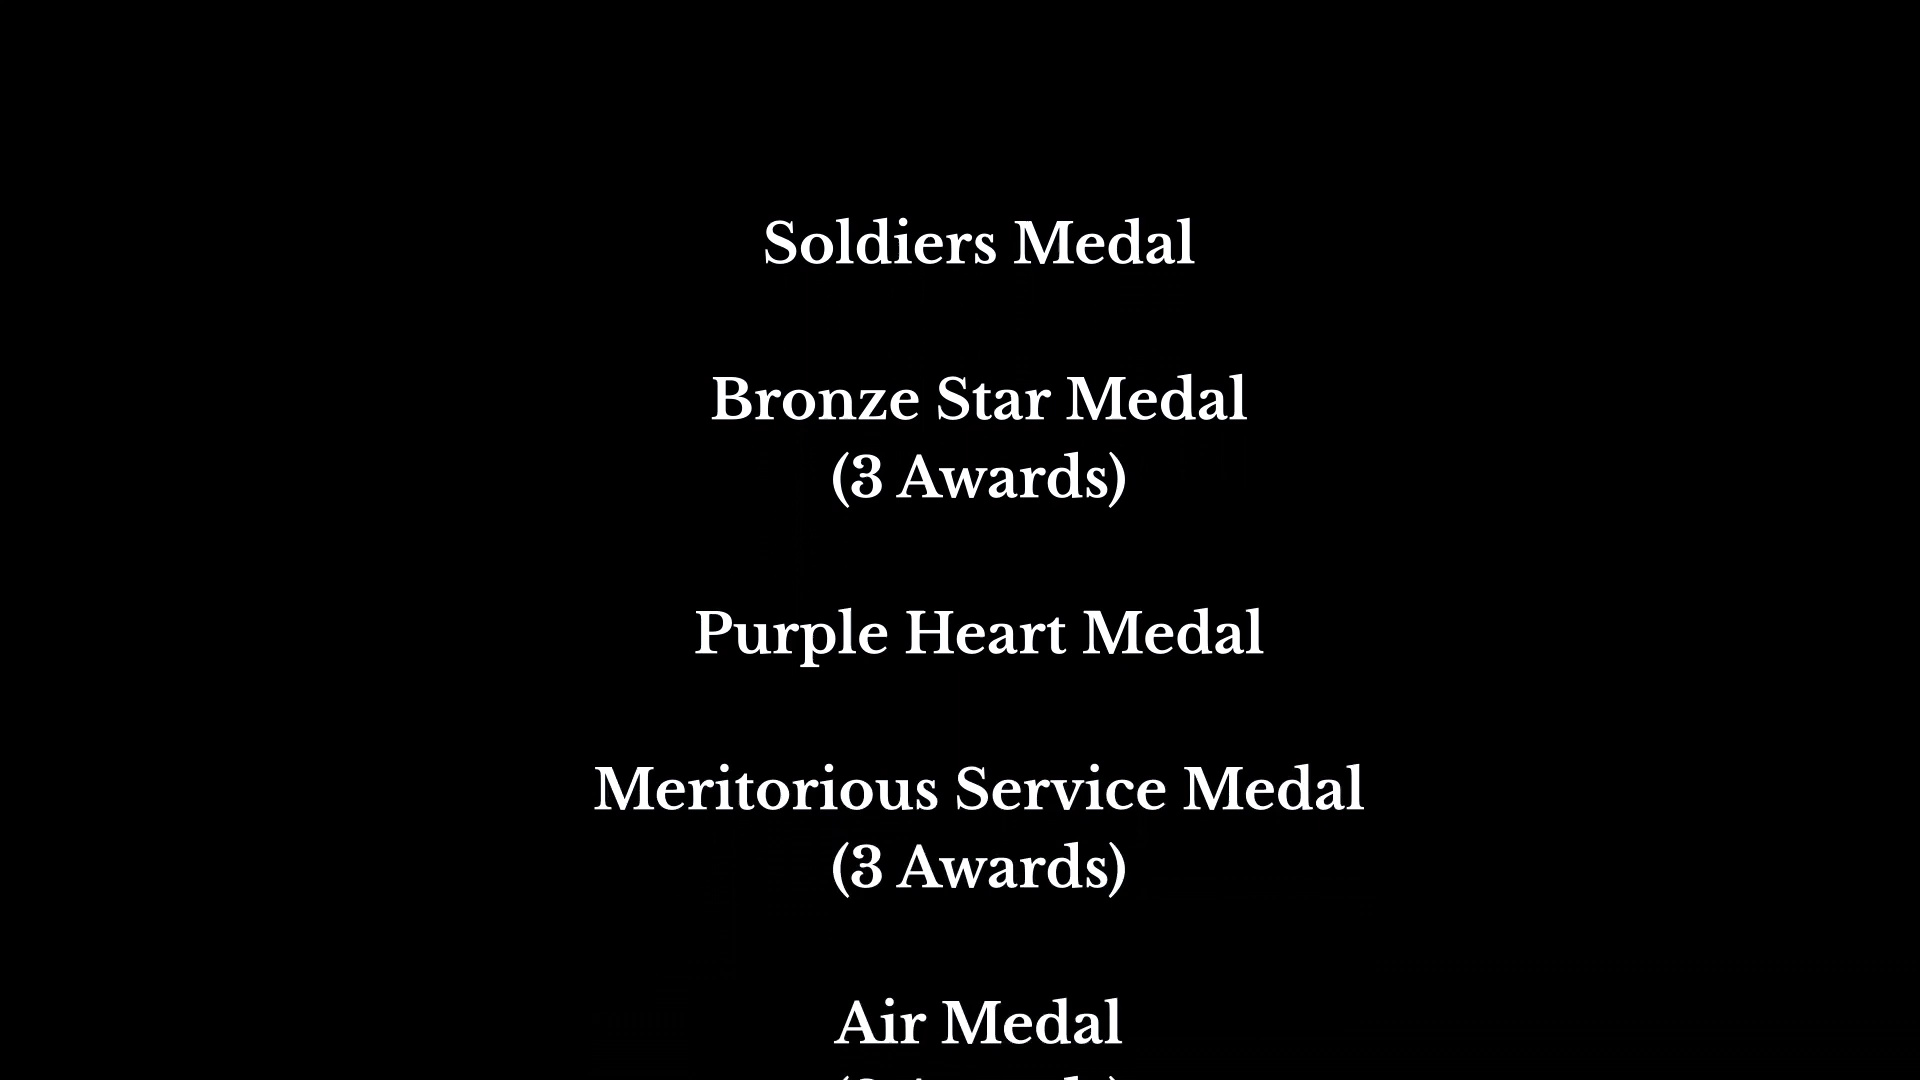 Soldiers Medal
Bronze Star Medal
(3 Awards)
Purple Heart Medal
Meritorious Service Medal
(3 Awards)
Air Medal